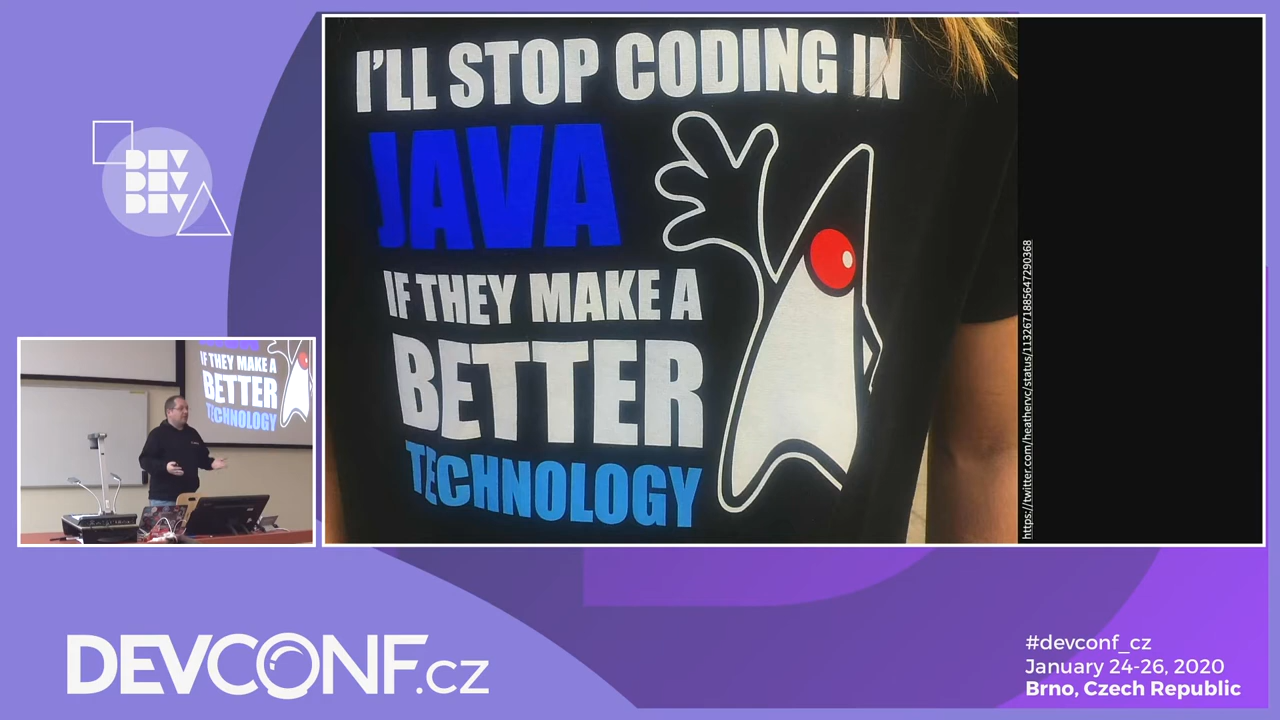 I'LL STOP CODING IN
JAVA
IF THEY MAKE A
BETTER
TECHNOLOGY
https://twitter.com/heathervc/status/1132671885647290368
DEV
DEV
DEV
IF THEY MAKE A
BETTER
TECHNOLOGY
DEVCONF.cz
#devconf_cz
January 24-26, 2020
Brno, Czech Republic